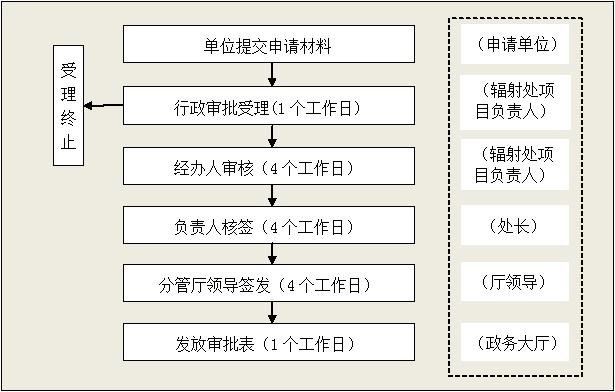 单位提交申请材料
（申请单位）
受理终止
行政审批受理(1个工作日）
（辐射处项
目负责人）
经办人审核（4个工作日）
（辐射处项
目负责人）
负责人核签（4个工作日）
（处长）
分管厅领导签发（4个工作日）
（厅领导）
发放审批表（1个工作日）
（政务大厅）